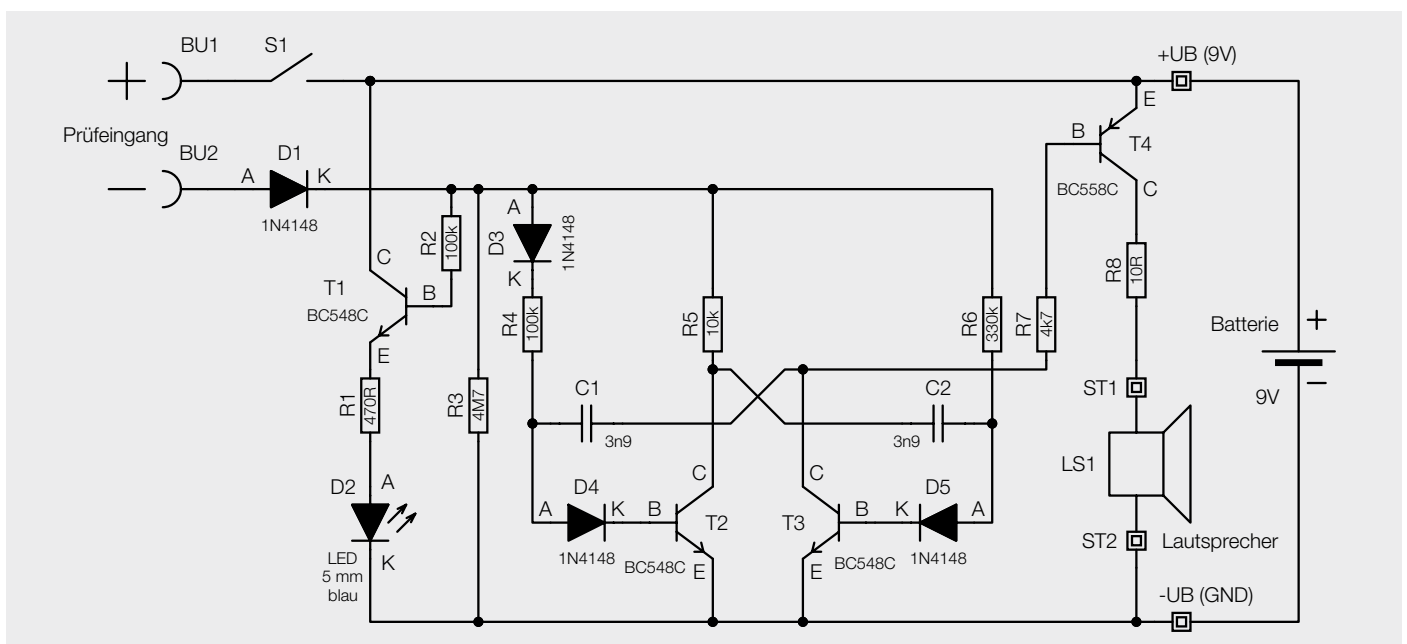 BU1
S1
+UB (9V)
+
E
B
T4
Prüfeingang
BU2
D1
A
K
C
BC558C
1N4148
A
D3
1N4148
K
R2
100k
C
T1
B
BC548C
E
R4
100k
R5
10k
R6
330k
R7
4k7
R8
10R
Batterie
+
–
9V
R1
470R
R3
4M7
C1
3n9
C2
3n9
ST1
LS1
D2
A
K
LED
5 mm
blau
D4
A
K
B
C
T2
E
1N4148
BC548C
C
T3
B
K
D5
A
E
BC548C
1N4148
ST2
Lautsprecher
-UB (GND)